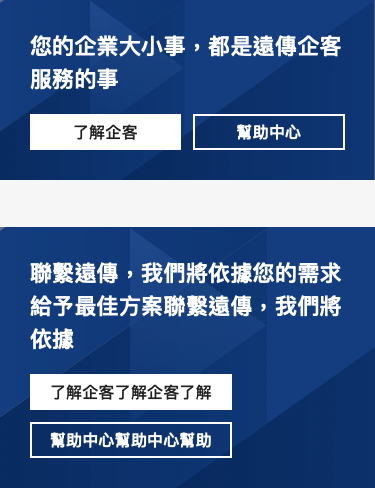 您的企業大小事，都是遠傳企客
服務的事
了解企客
幫助中心
聯繫遠傳，我們將依據您的需求
給予最佳方案聯繫遠傳，我們將
依據
了解企客了解企客了解
幫助中心幫助中心幫助